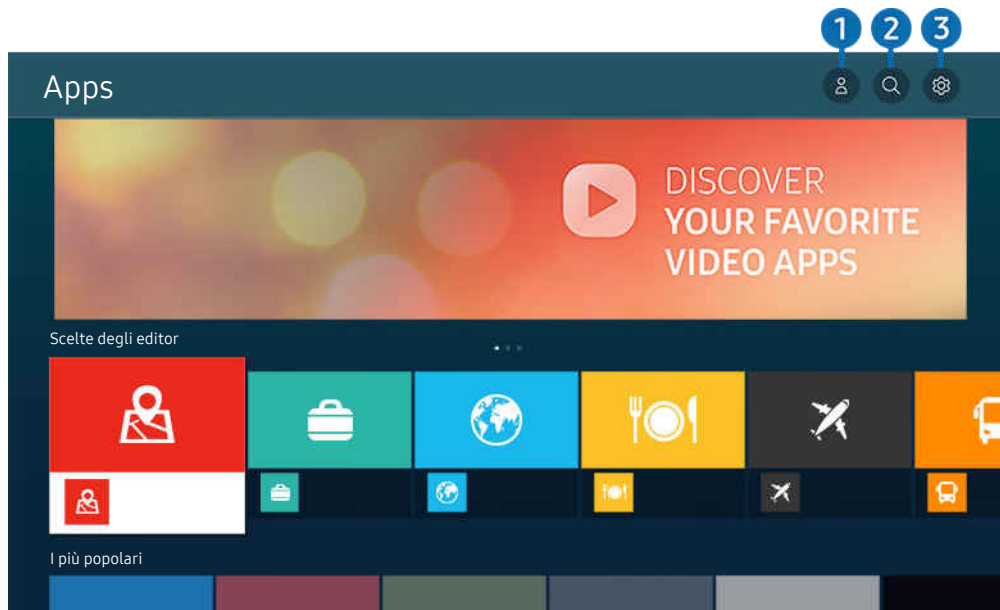 1 2 3
Apps
DISCOVER
YOUR FAVORITE
VIDEO APPS
Scelte degli editor
I più popolari